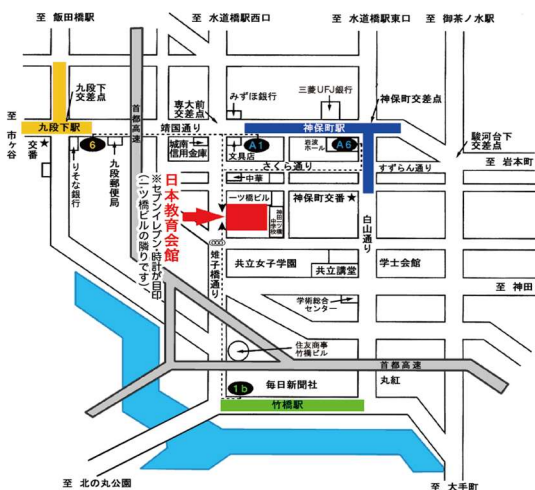 至 飯田橋駅
至 水道橋駅西口
至 水道橋駅東口
至 御茶ノ水駅
九段下
交差点
首都高速
専大前
交差点
みずほ銀行
三菱UFJ銀行
神保町交差点
至 市ヶ谷
九段下駅
靖国通り
神保町駅
駿河台下
交差点
交番
★
6
りそな銀行
九段郵便局
城南
信用金庫
A1
文具店
岩波
ホール
A6
さくら通り
すずらん通り
至 岩本町
中華
日本教育会館
※セブンイレブン・時計が目印
(一ツ橋ビルの隣りです)
一ツ橋ビル
神田一ツ橋
中学校
神保町交番★
白山通り
雉子橋通り
共立女子学園
共立講堂
学士会館
至 神田
学術総合
センター
住友商事
竹橋ビル
首都高速
丸紅
1b
毎日新聞社
竹橋駅
至 北の丸公園
至 大手町